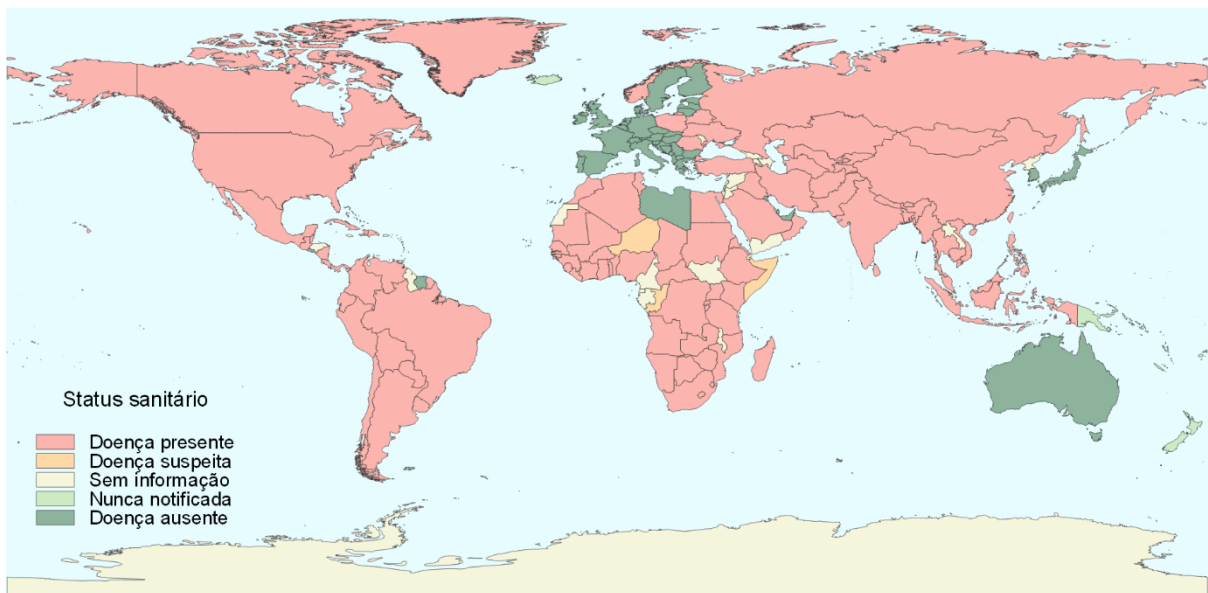 Status sanitário
Doença presente
Doença suspeita
Sem informação
Nunca notificada
Doença ausente